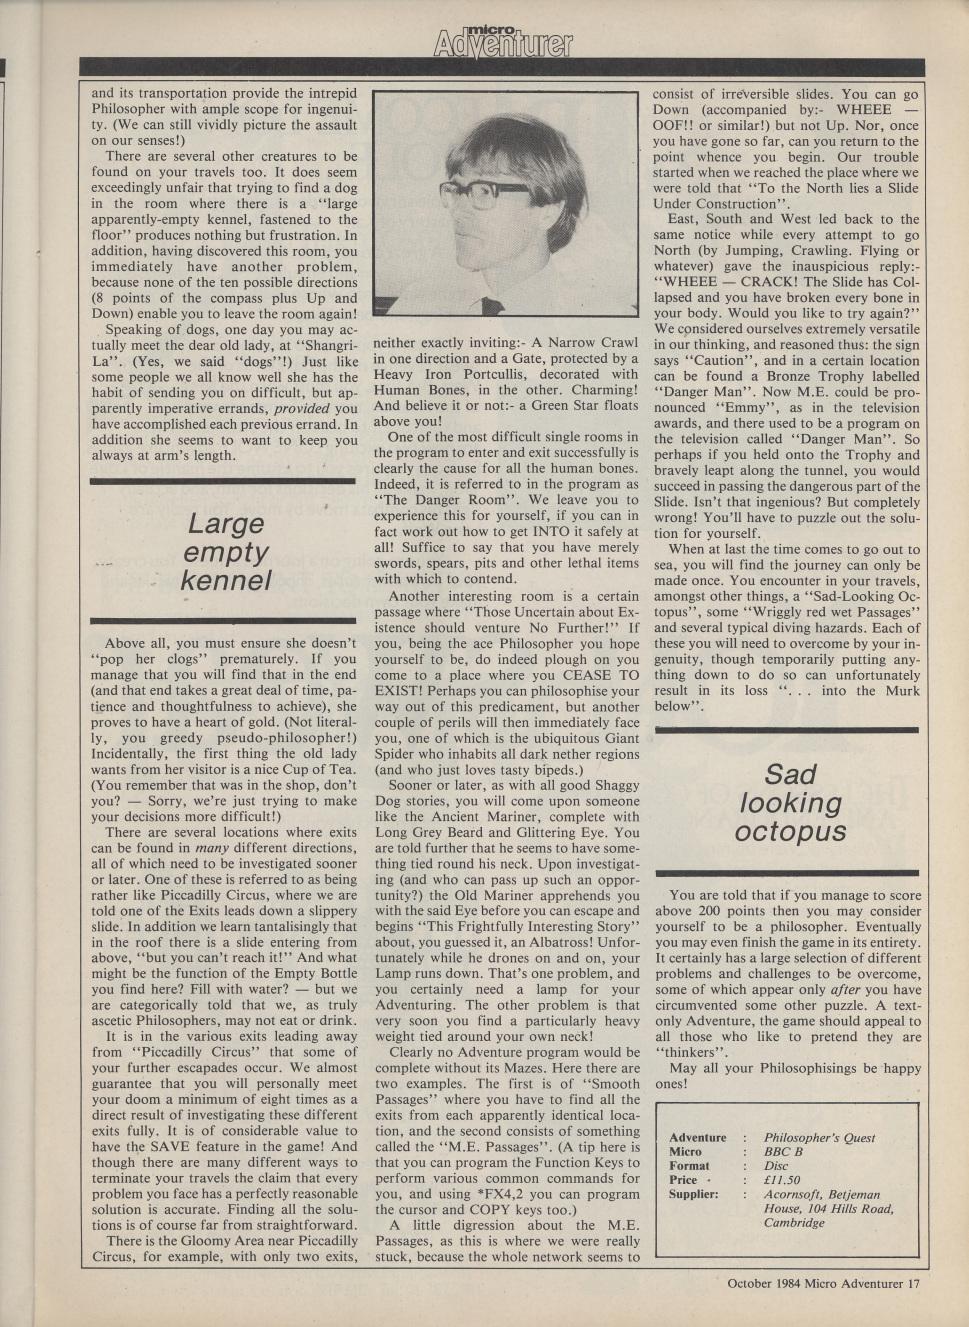 micro
Adventurer
and its transportation provide the intrepid
Philosopher with ample scope for ingenui-
ty. (We can still vividly picture the assault
on our senses!)
There are several other creatures to be
found on your travels too. It does seem
exceedingly unfair that trying to find a dog
in the room where there is a “large
apparently-empty kennel, fastened to the
floor” produces nothing but frustration. In
addition, having discovered this room, you
immediately have another problem,
because none of the ten possible directions
(8 points of the compass plus Up and
Down) enable you to leave the room again!
Speaking of dogs, one day you may ac-
tually meet the dear old lady, at “Shangri-
La”. (Yes, we said “dogs”!) Just like
some people we all know well she has the
habit of sending you on difficult, but ap-
parently imperative errands, provided you
have accomplished each previous errand. In
addition she seems to want to keep you
always at arm’s length.
Large
empty
kennel
Above all, you must ensure she doesn’t
“pop her clogs” prematurely. If you
manage that you will find that in the end
(and that end takes a great deal of time, pa-
tience and thoughtfulness to achieve), she
proves to have a heart of gold. (Not literal-
ly, you greedy pseudo-philosopher!)
Incidentally, the first thing the old lady
wants from her visitor is a nice Cup of Tea.
(You remember that was in the shop, don’t
you? — Sorry, we’re just trying to make
your decisions more difficult!)
There are several locations where exits
can be found in many different directions,
all of which need to be investigated sooner
or later. One of these is referred to as being
rather like Piccadilly Circus, where we are
told one of the Exits leads down a slippery
slide. In addition we learn tantalisingly that
in the roof there is a slide entering from
above, “but you can’t reach it!” And what
might be the function of the Empty Bottle
you find here? Fill with water? — but we
are categorically told that we, as truly
ascetic Philosophers, may not eat or drink.
It is in the various exits leading away
from “Piccadilly Circus” that some of
your further escapades occur. We almost
guarantee that you will personally meet
your doom a minimum of eight times as a
direct result of investigating these different
exits fully. It is of considerable value to
have the SAVE feature in the game! And
though there are many different ways to
terminate your travels the claim that every
problem you face has a perfectly reasonable
solution is accurate. Finding all the solu-
tions is of course far from straightforward.
There is the Gloomy Area near Piccadilly
Circus, for example, with only two exits,
neither exactly inviting:- A Narrow Crawl
in one direction and a Gate, protected by a
Heavy Iron Portcullis, decorated with
Human Bones, in the other. Charming!
And believe it or not:- a Green Star floats
above you!
One of the most difficult single rooms in
the program to enter and exit successfully is
clearly the cause for all the human bones.
Indeed, it is referred to in the program as
“The Danger Room”. We leave you to
experience this for yourself, if you can in
fact work out how to get INTO it safely at
all! Suffice to say that you have merely
swords, spears, pits and other lethal items
with which to contend.
Another interesting room is a certain
passage where “Those Uncertain about Ex-
istence should venture No Further!” If
you, being the ace Philosopher you hope
yourself to be, do indeed plough on you
come to a place where you CEASE TO
EXIST! Perhaps you can philosophise your
way out of this predicament, but another
couple of perils will then immediately face
you, one of which is the ubiquitous Giant
Spider who inhabits all dark nether regions
(and who just loves tasty bipeds.)
Sooner or later, as with all good Shaggy
Dog stories, you will come upon someone
like the Ancient Mariner, complete with
Long Grey Beard and Glittering Eye. You
are told further that he seems to have some-
thing tied round his neck. Upon investigat-
ing (and who can pass up such an oppor-
tunity?) the Old Mariner apprehends you
with the said Eye before you can escape and
begins “This Frightfully Interesting Story”
about, you guessed it, an Albatross! Unfor-
tunately while he drones on and on, your
Lamp runs down. That’s one problem, and
you certainly need a lamp for your
Adventuring. The other problem is that
very soon you find a particularly heavy
weight tied around your own neck!
Clearly no Adventure program would be
complete without its Mazes. Here there are
two examples. The first is of “Smooth
Passages” where you have to find all the
exits from each apparently identical loca-
tion, and the second consists of something
called the “M.E. Passages”. (A tip here is
that you can program the Function Keys to
perform various common commands for
you, and using *FX4,2 you can program
the cursor and COPY keys too.)
A little digression about the M.E.
Passages, as this is where we were really
stuck, because the whole network seems to
consist of irreversible slides. You can go
Down (accompanied by:- WHEEE —
OOF!! or similar!) but not Up. Nor, once
you have gone so far, can you return to the
point whence you begin. Our trouble
started when we reached the place where we
were told that “To the North lies a Slide
Under Construction”.
East, South and West led back to the
same notice while every attempt to go
North (by Jumping, Crawling. Flying or
whatever) gave the inauspicious reply:-
“WHEEE — CRACK! The Slide has Col-
lapsed and you have broken every bone in
your body. Would you like to try again?”
We considered ourselves extremely versatile
in our thinking, and reasoned thus: the sign
says “Caution”, and in a certain location
can be found a Bronze Trophy labelled
“Danger Man”. Now M.E. could be pro-
nounced “Emmy”, as in the television
awards, and there used to be a program on
the television called “Danger Man”. So
perhaps if you held onto the Trophy and
bravely leapt along the tunnel, you would
succeed in passing the dangerous part of the
Slide. Isn’t that ingenious? But completely
wrong! You’ll have to puzzle out the solu-
tion for yourself.
When at last the time comes to go out to
sea, you will find the journey can only be
made once. You encounter in your travels,
amongst other things, a “Sad-Looking Oc-
topus”, some “Wriggly red wet Passages”
and several typical diving hazards. Each of
these you will need to overcome by your in-
genuity, though temporarily putting any-
thing down to do so can unfortunately
result in its loss “. . . into the Murk
below”.
Sad
looking
octopus
You are told that if you manage to score
above 200 points then you may consider
yourself to be a philosopher. Eventually
you may even finish the game in its entirety.
It certainly has a large selection of different
problems and challenges to be overcome,
some of which appear only after you have
circumvented some other puzzle. A text-
only Adventure, the game should appeal to
all those who like to pretend they are
“thinkers”.
May all your Philosophisings be happy
ones!
Adventure : Philosopher’s Quest
Micro : BBC B
Format : Disc
Price : £11.50
Supplier: : Acornsoft, Betjeman
House, 104 Hills Road,
Cambridge
October 1984 Micro Adventurer 17